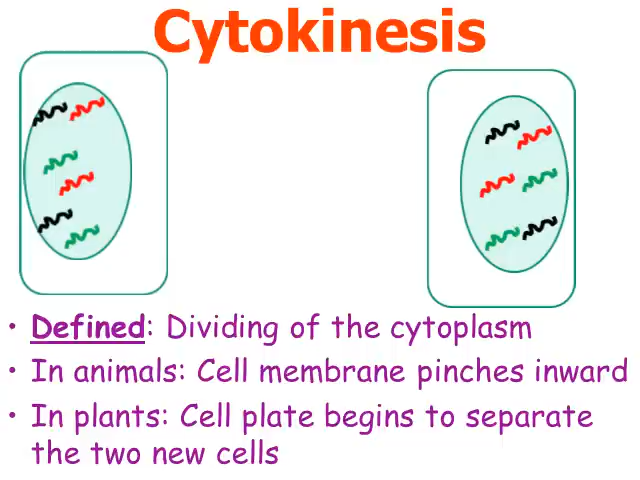 Cytokinesis
• Defined: Dividing of the cytoplasm
• In animals: Cell membrane pinches inward
• In plants: Cell plate begins to separate
the two new cells